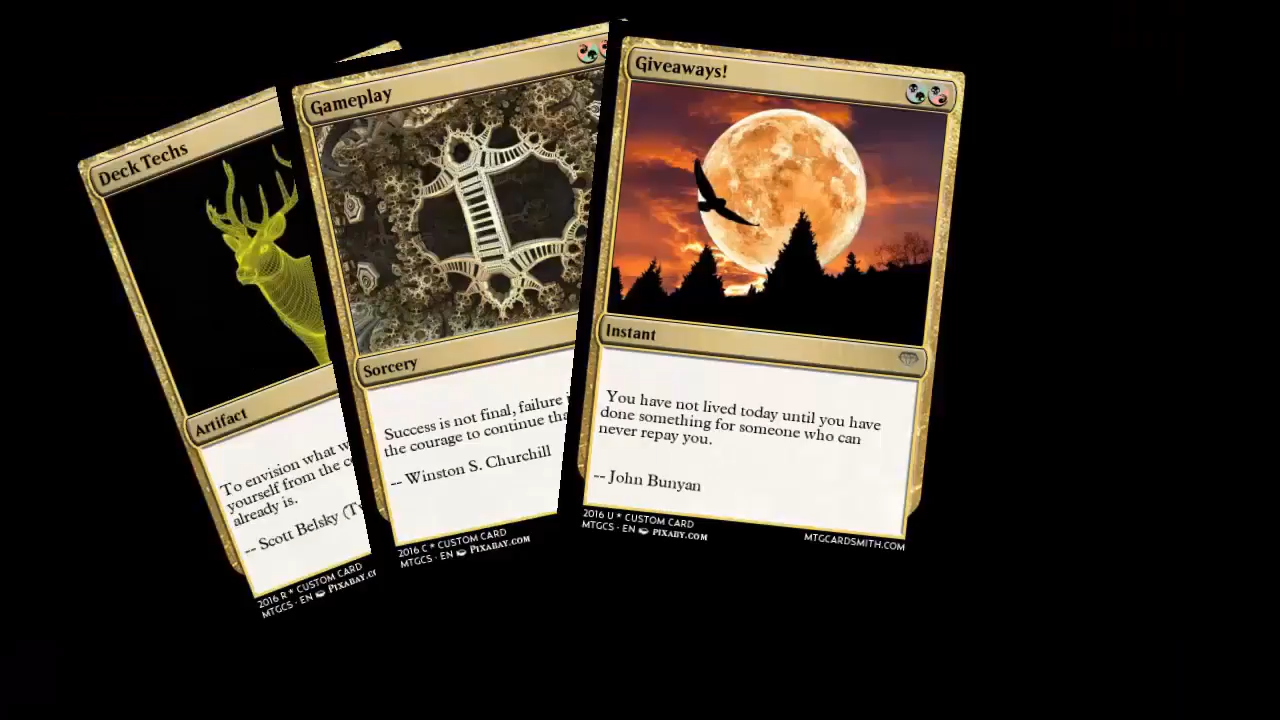 Deck Techs
Artifact
To envision what
yourself from the
already is.
-- Scott Belsky
2016 R * CUSTOM CARD
MTGCS · EN PIXABAY
Gameplay
Sorcery
Success is not final, failure
the courage to continue
-- Winston S. Churchill
2016 C * CUSTOM CARD
MTGCS · EN PIXABAY.COM
Giveaways!
Instant
You have not lived today until you have
done something for someone who can
never repay you.
-- John Bunyan
2016 U * CUSTOM CARD
MTGCS · EN PIXABY.COM
MTGCARDSMITH.COM